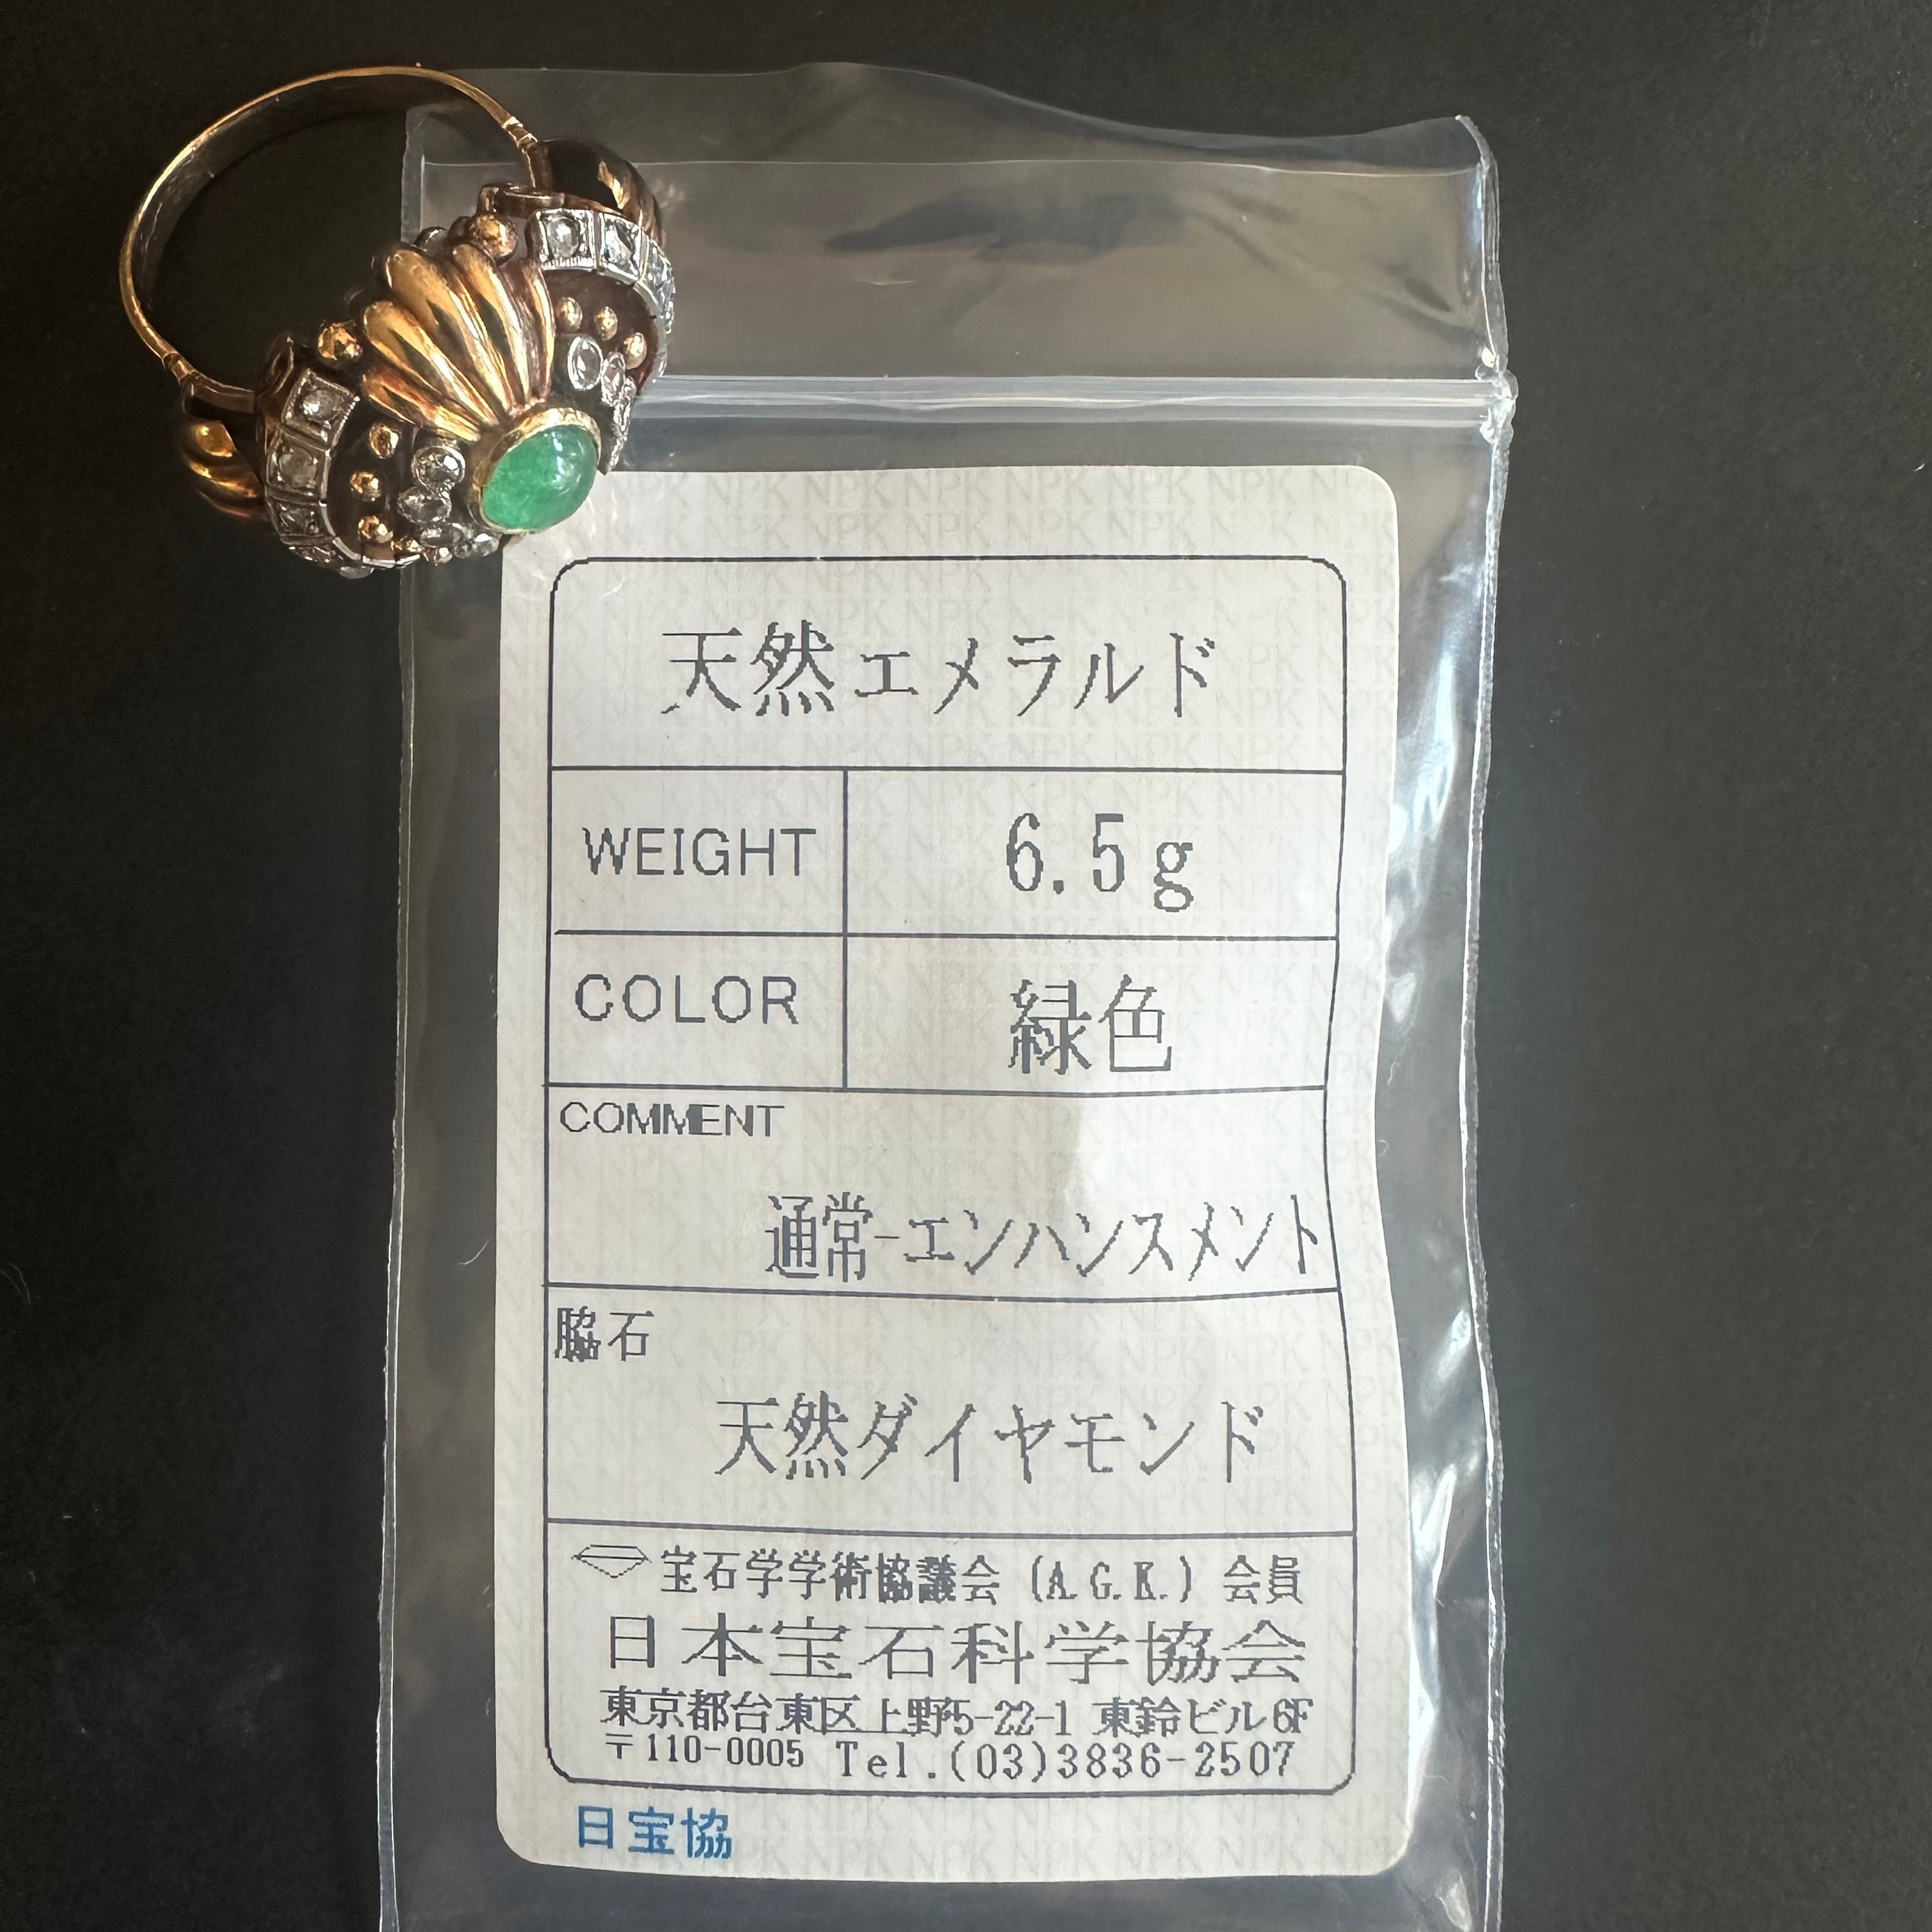 天然エメラルド
WEIGHT 6.5g
COLOR 緑色
COMMENT
通常-エンハンスメント
脇石
天然ダイヤモンド
宝石学学術協議会 (A.G.K.) 会員
日本宝石科学協会
東京都台東区上野5-22-1 東鈴ビル6F
〒110-0005 Tel.(03)3836-2507
日宝協